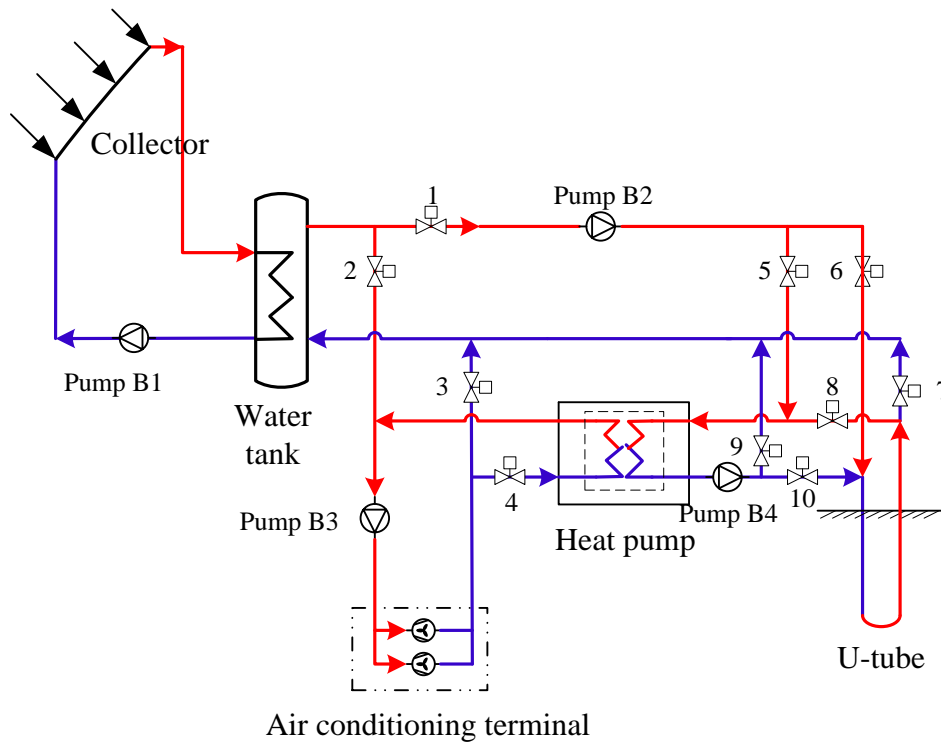 1
Pump B2
Collector
2
5
6
Pump B1
3
8
7
Water
tank
9
4
Pump B4
10
Pump B3
Heat pump
U-tube
Air conditioning terminal